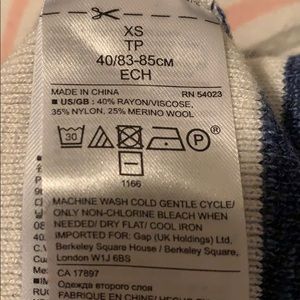 XS
TP
40/83-85CM
ECH
MADE IN CHINA RN 54023
■ US/GB : 40% RAYON/VISCOSE,
35% NYLON, 25% MERINO WOOL
30
P
1166
MACHINE WASH COLD GENTLE CYCLE/
ONLY NON-CHLORINE BLEACH WHEN
NEEDED/ DRY FLAT/ COOL IRON
IMPORTED FOR: Gap (UK Holdings) Ltd.
Berkeley Square House / Berkeley Square,
London W1J 6BS
CA 17897
Одежда второго слоя
FABRIQUÉ EN CHINE/ HECHO EN